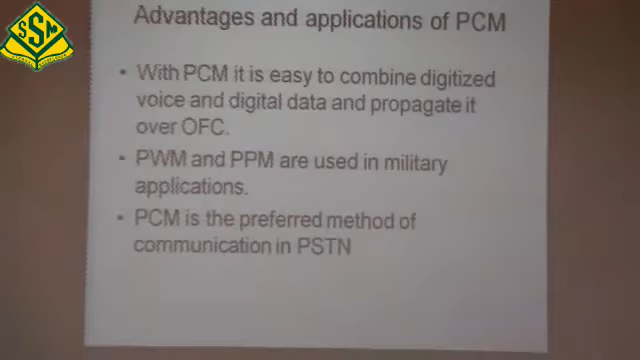 SSM
Advantages and applications of PCM
• With PCM it is easy to combine digitized
voice and digital data and propagate it
over OFC.
• PWM and PPM are used in military
applications.
• PCM is the preferred method of
communication in PSTN